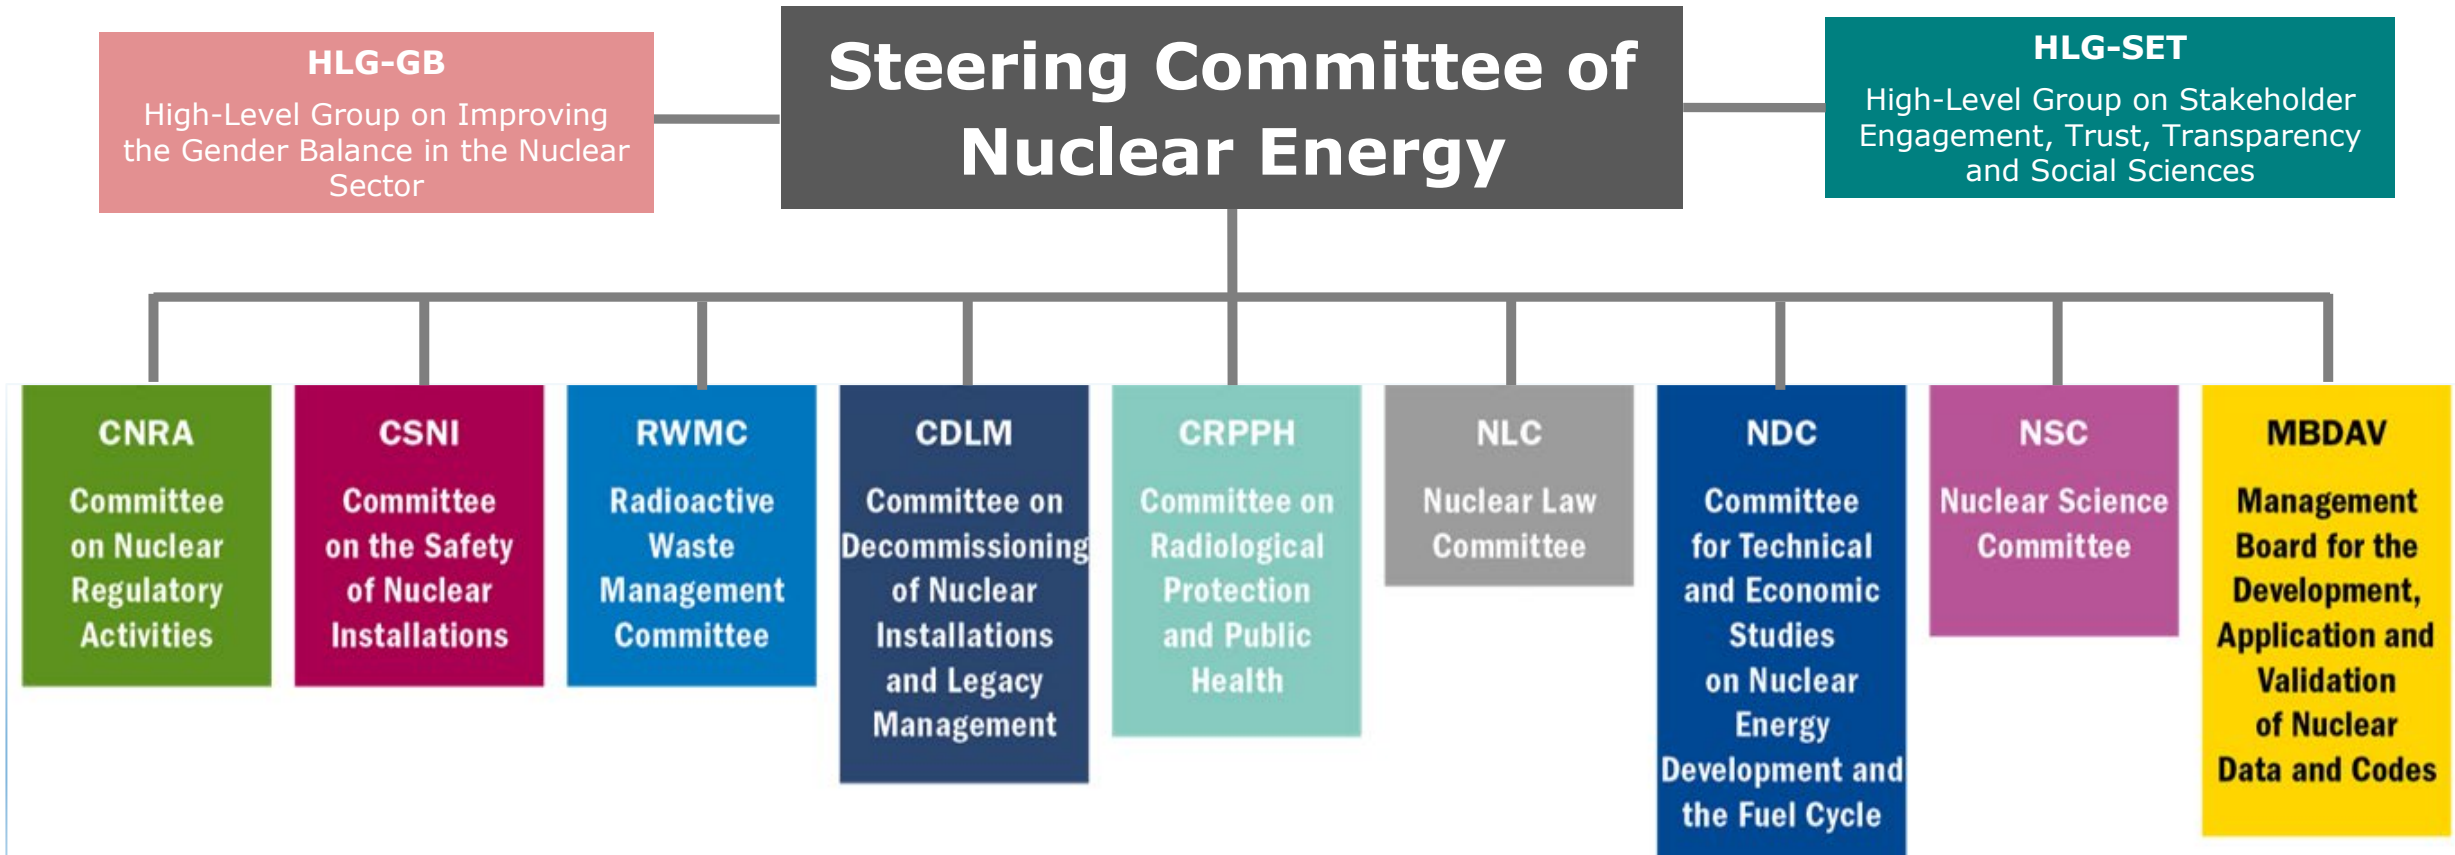 HLG-GB
High-Level Group on Improving
the Gender Balance in the Nuclear
Sector
Steering Committee of
Nuclear Energy
HLG-SET
High-Level Group on Stakeholder
Engagement, Trust, Transparency
and Social Sciences
CNRA
Committee
on Nuclear
Regulatory
Activities
CSNI
Committee
on the Safety
of Nuclear
Installations
RWMC
Radioactive
Waste
Management
Committee
CDLM
Committee on
Decommissioning
of Nuclear
Installations
and Legacy
Management
CRPPH
Committee on
Radiological
Protection
and Public
Health
NLC
Nuclear Law
Committee
NDC
Committee
for Technical
and Economic
Studies
on Nuclear
Energy
Development and
the Fuel Cycle
NSC
Nuclear Science
Committee
MBDAV
Management
Board for the
Development,
Application and
Validation
of Nuclear
Data and Codes